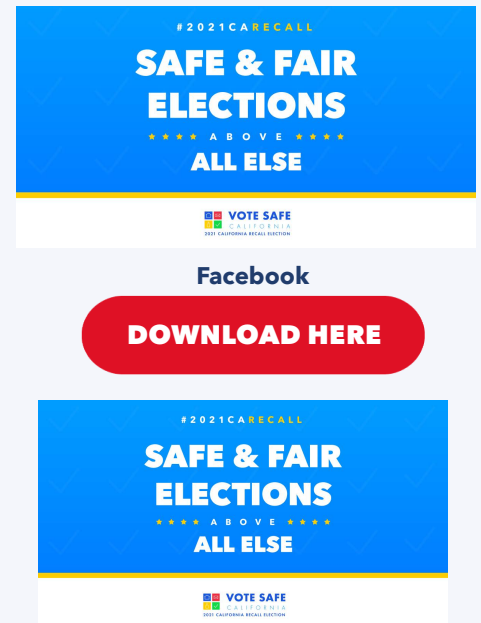 #2021CARECALL
SAFE & FAIR
ELECTIONS
ABOVE
ALL ELSE
VOTE SAFE
CALIFORNIA
2021 CALIFORNIA RECALL ELECTION
Facebook
DOWNLOAD HERE
#2021CARECALL
SAFE & FAIR
ELECTIONS
ABOVE
ALL ELSE
VOTE SAFE
CALIFORNIA
2021 CALIFORNIA RECALL ELECTION